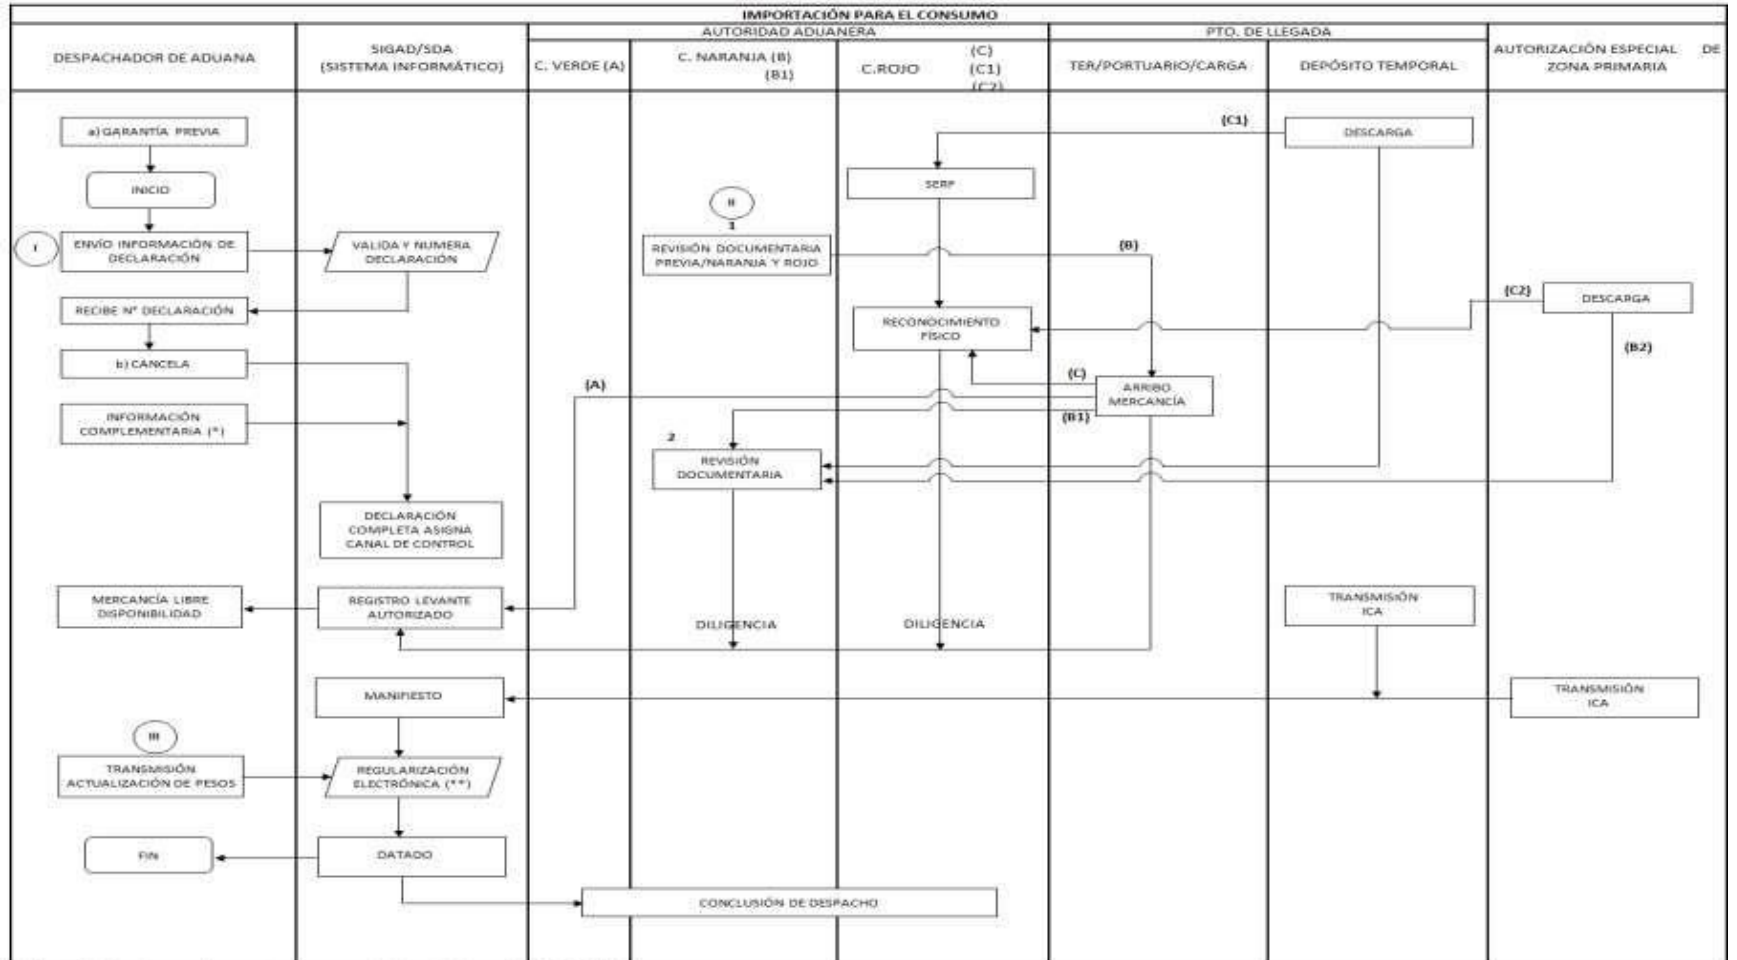 IMPORTACIÓN PARA EL CONSUMO
DESPACHADOR DE ADUANA
SIGAD/SDA
(SISTEMA INFORMÁTICO)
AUTORIDAD ADUANERA
C. VERDE (A)
C. NARANJA (B)
(B1)
C.ROJO
(C)
(C1)
(C2)
PTO. DE LLEGADA
TER/PORTUARIO/CARGA
DEPÓSITO TEMPORAL
AUTORIZACIÓN ESPECIAL DE
ZONA PRIMARIA
a) GARANTÍA PREVIA
(C1)
DESCARGA
INICIO
SERP
II
1
I
ENVÍO INFORMACIÓN DE
DECLARACIÓN
VALIDA Y NUMERA
DECLARACIÓN
REVISIÓN DOCUMENTARIA
PREVIA/NARANJA Y ROJO
(B)
RECIBE N° DECLARACIÓN
RECONOCIMIENTO
FÍSICO
(C2)
DESCARGA
(B2)
b) CANCELA
(A)
(C)
ARRIBO
MERCANCÍA
(B1)
INFORMACIÓN
COMPLEMENTARIA (*)
2
REVISIÓN
DOCUMENTARIA
DECLARACIÓN
COMPLETA ASIGNA
CANAL DE CONTROL
MERCANCÍA LIBRE
DISPONIBILIDAD
REGISTRO LEVANTE
AUTORIZADO
DILIGENCIA
DILIGENCIA
TRANSMISIÓN
ICA
MANIFIESTO
TRANSMISIÓN
ICA
III
TRANSMISIÓN
ACTUALIZACIÓN DE PESOS
REGULARIZACIÓN
ELECTRÓNICA (**)
FIN
DATADO
CONCLUSIÓN DE DESPACHO